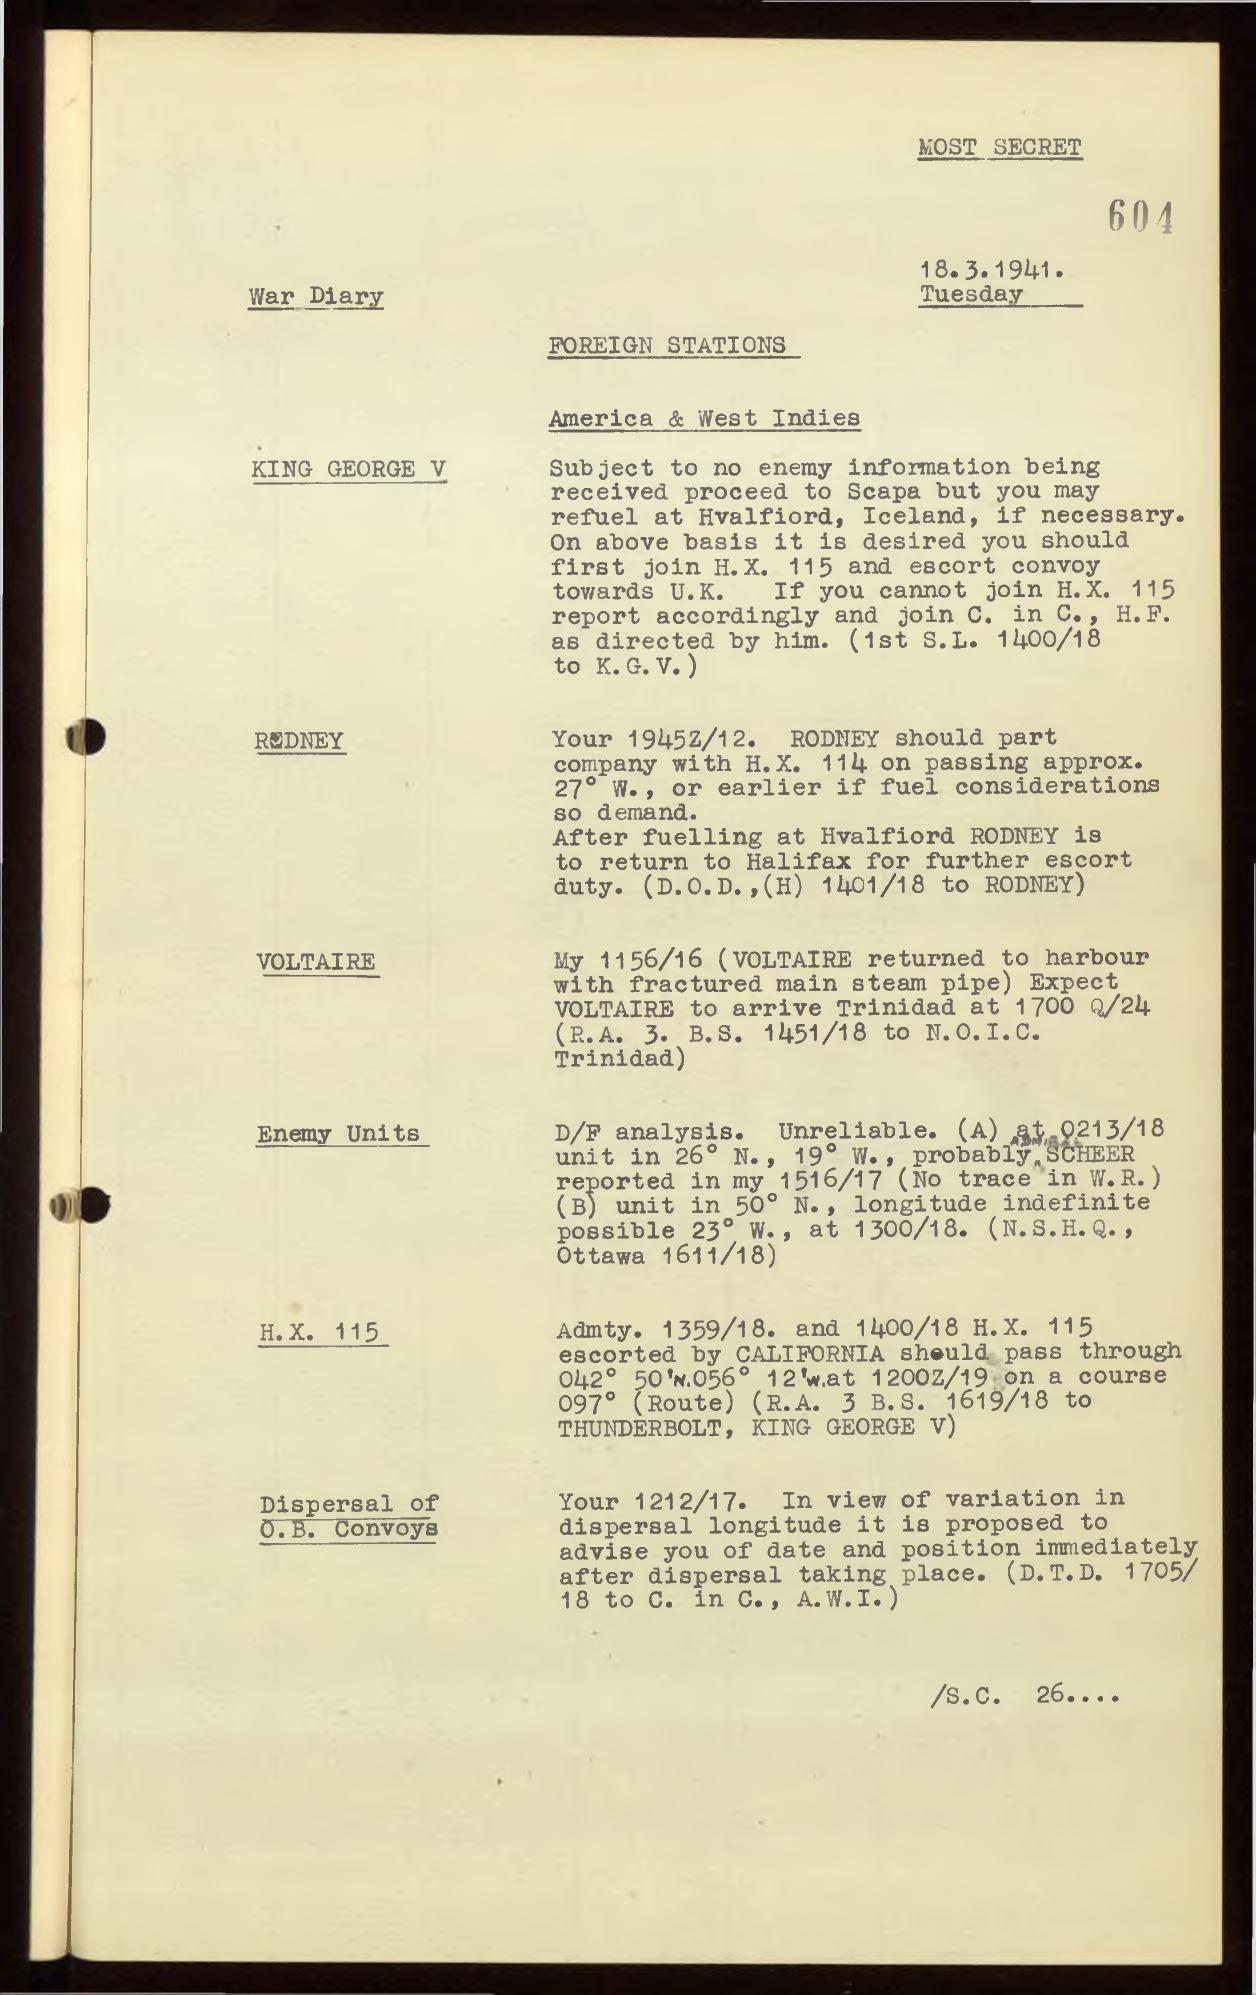 MOST SECRET
604
18.3.1941.
Tuesday
War Diary
FOREIGN STATIONS
America & West Indies
KING GEORGE V
Subject to no enemy information being
received proceed to Scapa but you may
refuel at Hvalfiord, Iceland, if necessary.
On above basis it is desired you should
first join H.X. 115 and escort convoy
towards U.K. If you cannot join H.X. 115
report accordingly and join C. in C., H.F.
as directed by him. (1st S.L. 1400/18
to K.G.V.)
RODNEY
Your 1945Z/12. RODNEY should part
company with H.X. 114 on passing approx.
27° W., or earlier if fuel considerations
so demand.
After fuelling at Hvalfiord RODNEY is
to return to Halifax for further escort
duty. (D.O.D.,(H) 1401/18 to RODNEY)
VOLTAIRE
My 1156/16 (VOLTAIRE returned to harbour
with fractured main steam pipe) Expect
VOLTAIRE to arrive Trinidad at 1700 Q/24
(R.A. 3. B.S. 1451/18 to N.O.I.C.
Trinidad)
Enemy Units
D/F analysis. Unreliable. (A) at 0213/18
unit in 26° N., 19° W., probably ADMIRAL SCHEER
reported in my 1516/17 (No trace in W.R.)
(B) unit in 50° N., longitude indefinite
possible 23° W., at 1300/18. (N.S.H.Q.,
Ottawa 1611/18)
H.X. 115
Admty. 1359/18. and 1400/18 H.X. 115
escorted by CALIFORNIA should pass through
042° 50'N.056° 12'W.at 1200Z/19 on a course
097° (Route) (R.A. 3 B.S. 1619/18 to
THUNDERBOLT, KING GEORGE V)
Dispersal of
O.B. Convoys
Your 1212/17. In view of variation in
dispersal longitude it is proposed to
advise you of date and position immediately
after dispersal taking place. (D.T.D. 1705/
18 to C. in C., A.W.I.)
/S.C. 26....